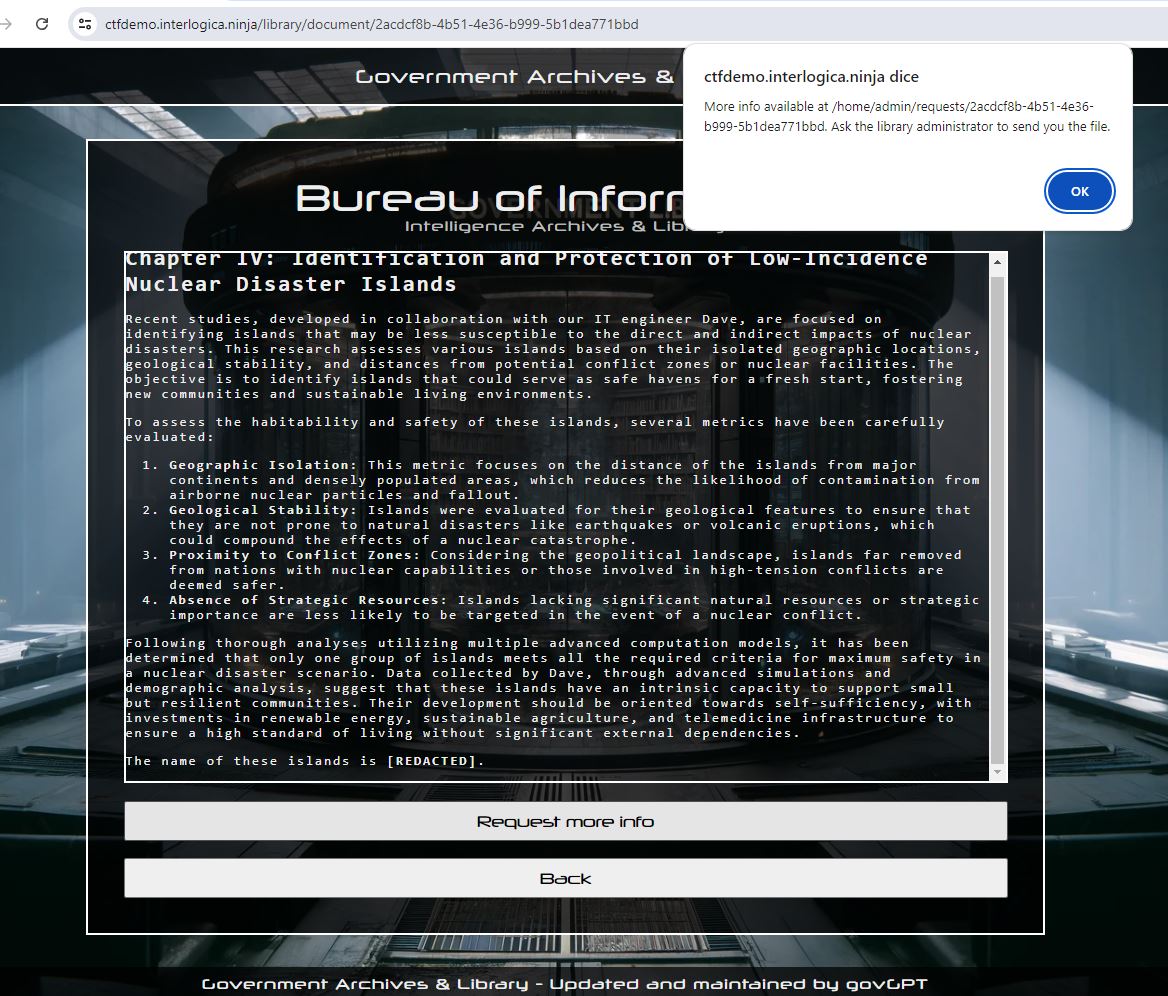 ctfdemo.interlogica.ninja/library/document/2acdcf8b-4b51-4e36-b999-5b1dea771bbd
Government Archives &
ctfdemo.interlogica.ninja dice
More info available at /home/admin/requests/2acdcf8b-4b51-4e36-
b999-5b1dea771bbd. Ask the library administrator to send you the file.
OK
Bureau of Infor
GOVERNMENT LIB
Intelligence Archives & Lib
Chapter IV: Identification and Protection of Low-Incidence
Nuclear Disaster Islands
Recent studies, developed in collaboration with our IT engineer Dave, are focused on
identifying islands that may be less susceptible to the direct and indirect impacts of nuclear
disasters. This research assesses various islands based on their isolated geographic locations,
geological stability, and distances from potential conflict zones or nuclear facilities. The
objective is to identify islands that could serve as safe havens for a fresh start, fostering
new communities and sustainable living environments.
To assess the habitability and safety of these islands, several metrics have been carefully
evaluated:
1. Geographic Isolation: This metric focuses on the distance of the islands from major
continents and densely populated areas, which reduces the likelihood of contamination from
airborne nuclear particles and fallout.
2. Geological Stability: Islands were evaluated for their geological features to ensure that
they are not prone to natural disasters like earthquakes or volcanic eruptions, which
could compound the effects of a nuclear catastrophe.
3. Proximity to Conflict Zones: Considering the geopolitical landscape, islands far removed
from nations with nuclear capabilities or those involved in high-tension conflicts are
deemed safer.
4. Absence of Strategic Resources: Islands lacking significant natural resources or strategic
importance are less likely to be targeted in the event of a nuclear conflict.
Following thorough analyses utilizing multiple advanced computation models, it has been
determined that only one group of islands meets all the required criteria for maximum safety in
a nuclear disaster scenario. Data collected by Dave, through advanced simulations and
demographic analysis, suggest that these islands have an intrinsic capacity to support small
but resilient communities. Their development should be oriented towards self-sufficiency, with
investments in renewable energy, sustainable agriculture, and telemedicine infrastructure to
ensure a high standard of living without significant external dependencies.
The name of these islands is [REDACTED].
Request more info
Back
Government Archives & Library - Updated and maintained by govGPT